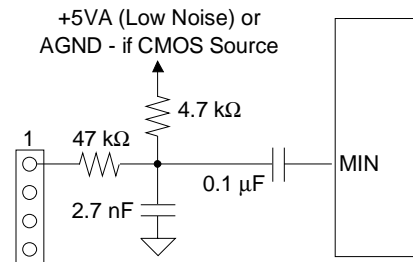 +5VA (Low Noise) or
AGND - if CMOS Source
4.7 kΩ
1
47 kΩ
MIN
0.1 μF
2.7 nF